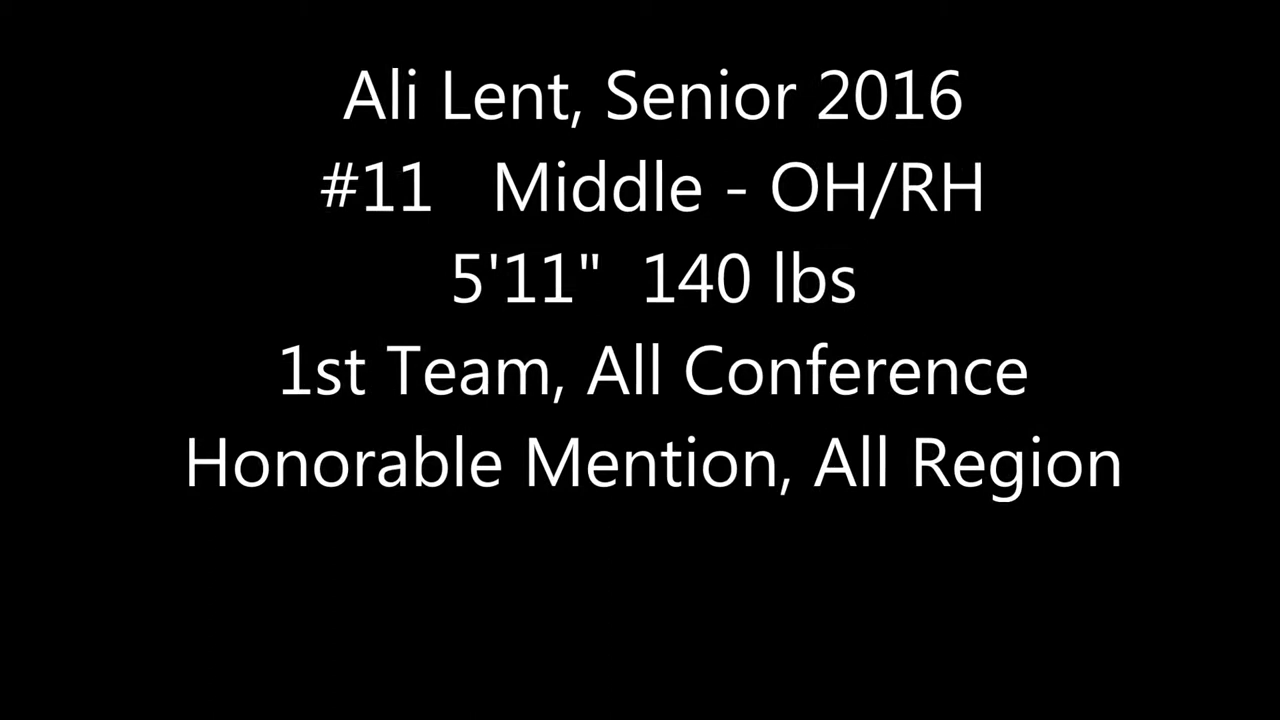 Ali Lent, Senior 2016
#11 Middle - OH/RH
5'11" 140 lbs
1st Team, All Conference
Honorable Mention, All Region